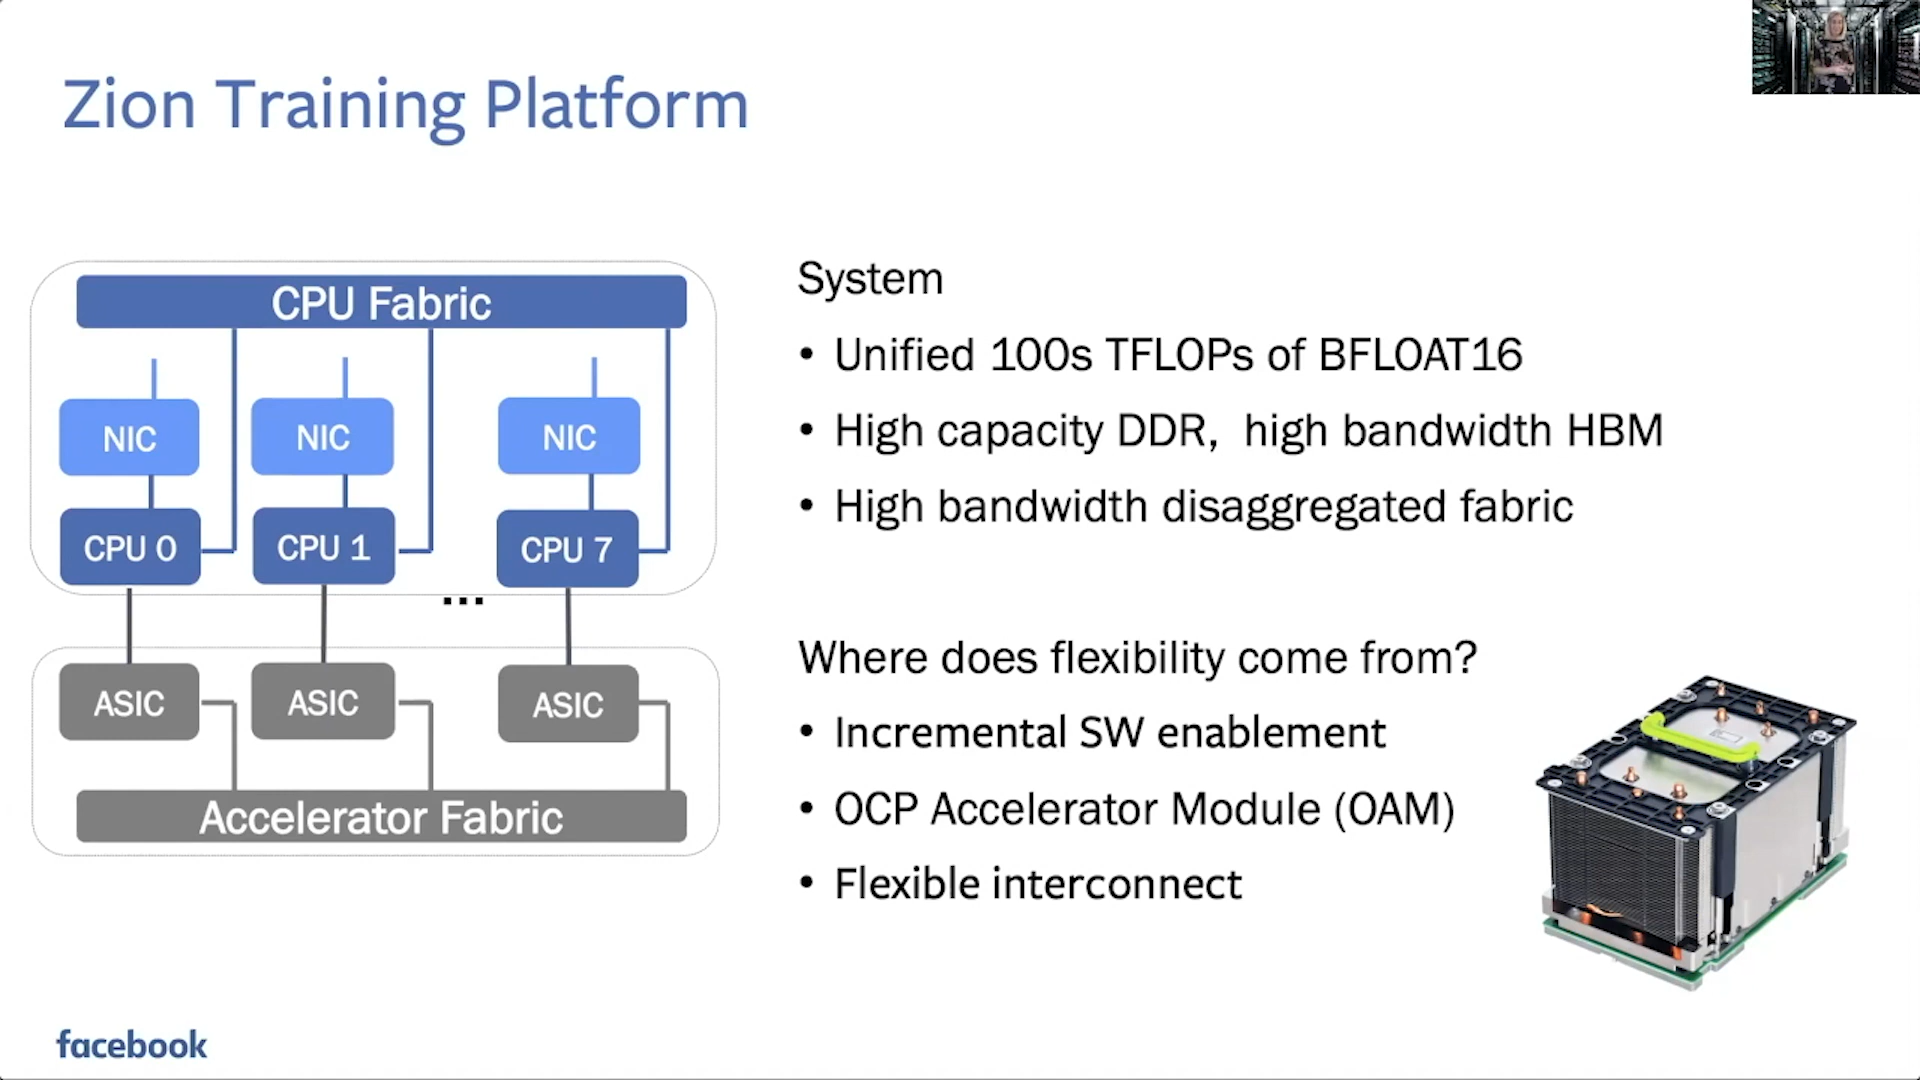 Zion Training Platform
CPU Fabric
NIC
NIC
NIC
CPU 0
CPU 1
CPU 7
...
ASIC
ASIC
ASIC
Accelerator Fabric
System
• Unified 100s TFLOPs of BFLOAT16
• High capacity DDR, high bandwidth HBM
• High bandwidth disaggregated fabric
Where does flexibility come from?
• Incremental SW enablement
• OCP Accelerator Module (OAM)
• Flexible interconnect
facebook